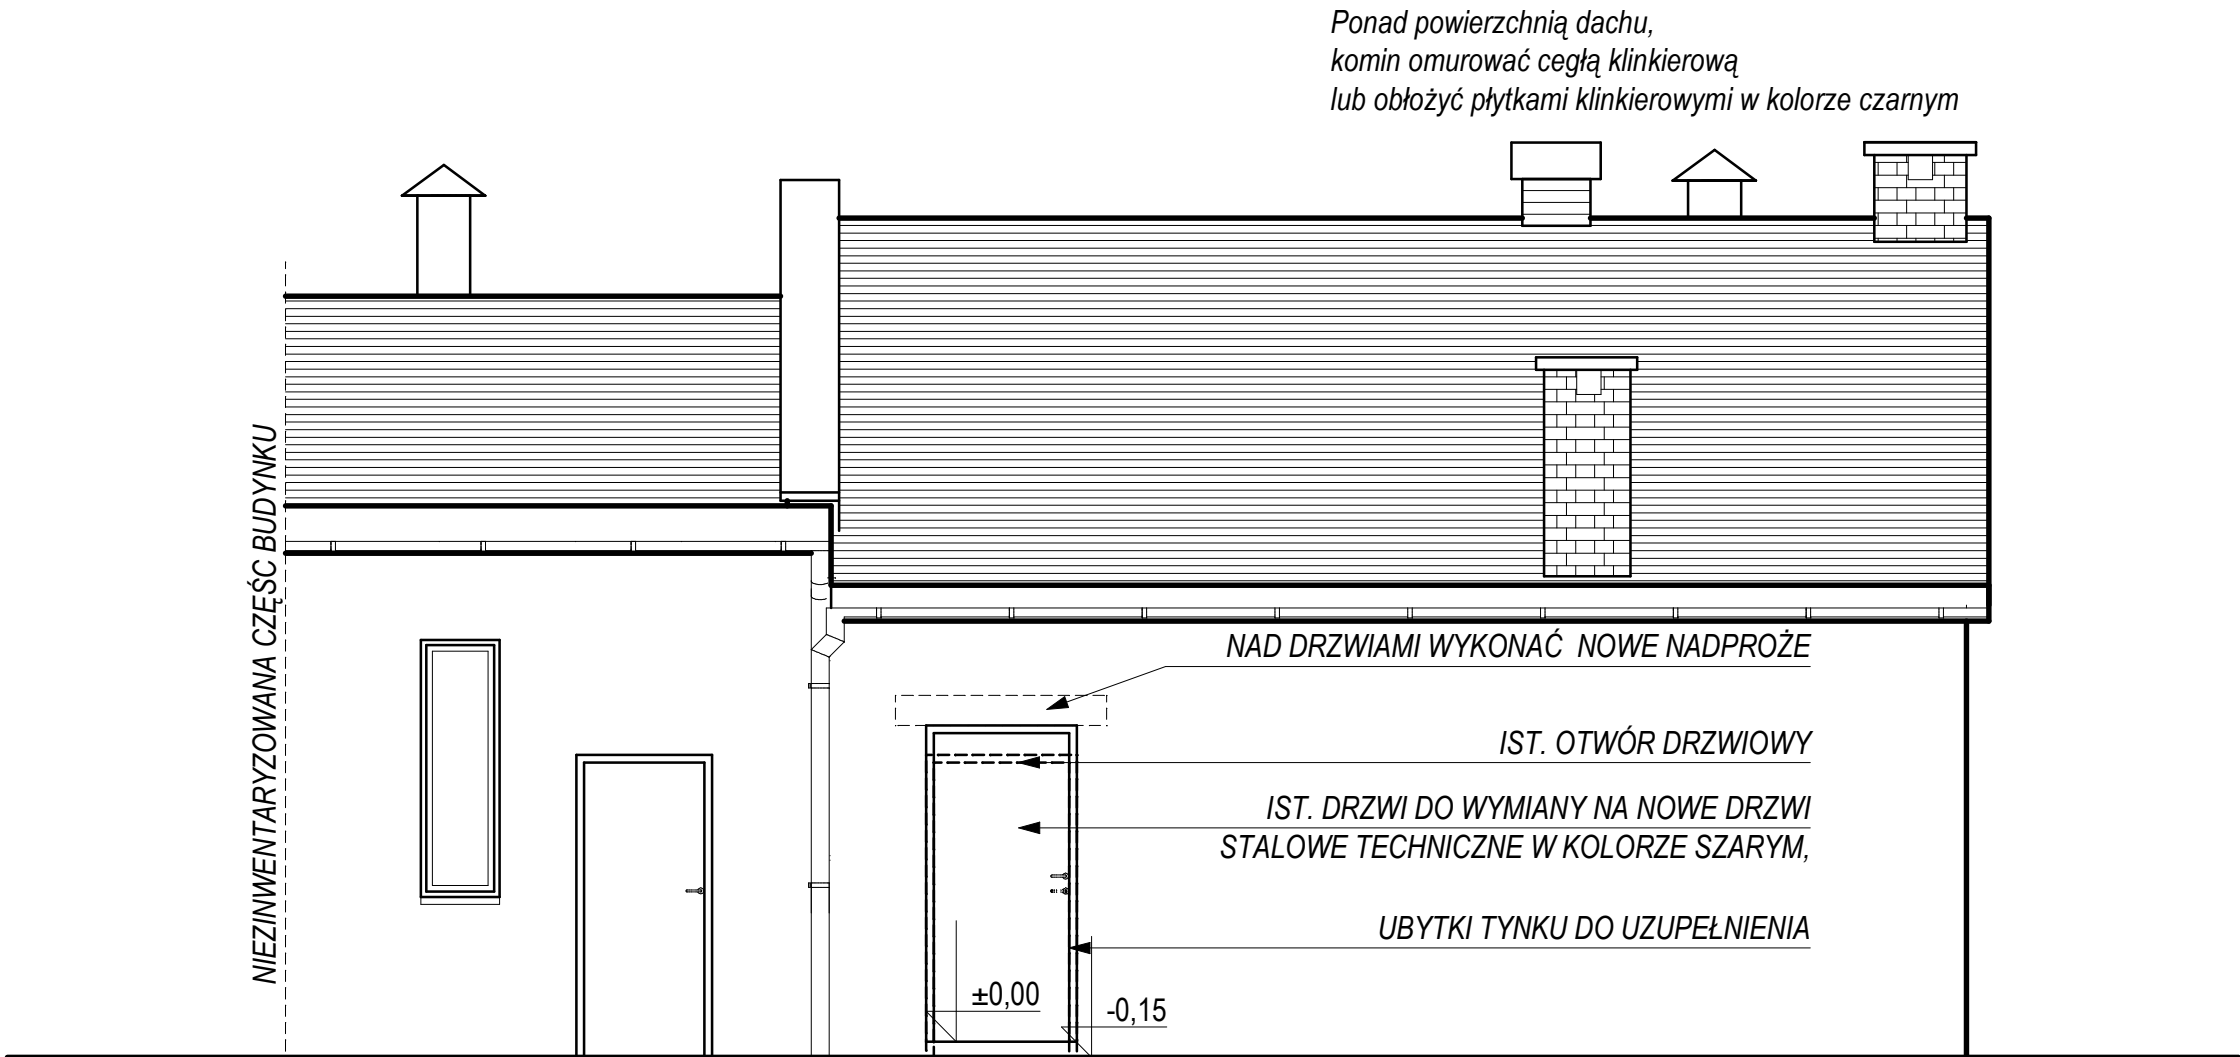 Ponad powierzchnią dachu,
komin omurować cegłą klinkierową
lub obłożyć płytkami klinkierowymi w kolorze czarnym
NIEZINWENTARYZOWANA CZĘŚC BUDYNKU
NAD DRZWIAMI WYKONAĆ NOWE NADPROŻE
IST. OTWÓR DRZWIOWY
IST. DRZWI DO WYMIANY NA NOWE DRZWI
STALOWE TECHNICZNE W KOLORZE SZARYM,
UBYTKI TYNKU DO UZUPEŁNIENIA
±0,00
-0,15